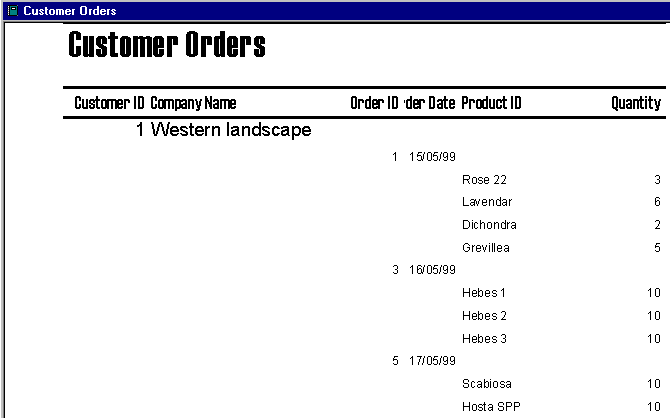 Customer Orders
Customer Orders
Customer ID Company Name Order ID der Date Product ID Quantity
1 Western landscape
1 15/05/99
Rose 22 3
Lavendar 6
Dichondra 2
Grevillea 5
3 16/05/99
Hebes 1 10
Hebes 2 10
Hebes 3 10
5 17/05/99
Scabiosa 10
Hosta SPP 10